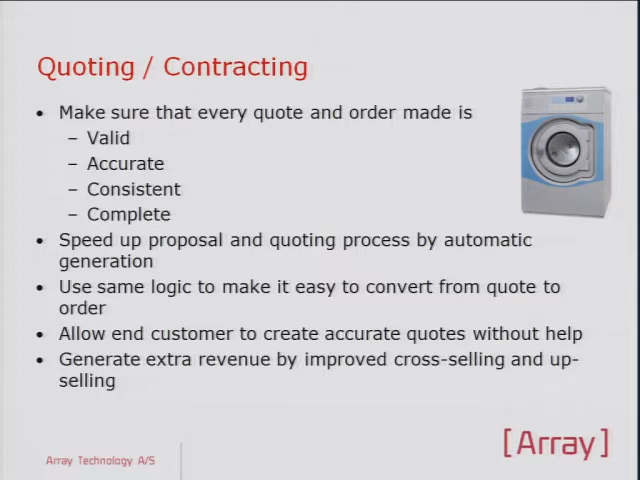 Quoting / Contracting
• Make sure that every quote and order made is
– Valid
– Accurate
– Consistent
– Complete
• Speed up proposal and quoting process by automatic
generation
• Use same logic to make it easy to convert from quote to
order
• Allow end customer to create accurate quotes without help
• Generate extra revenue by improved cross-selling and up-
selling
Array Technology A/S
[Array]